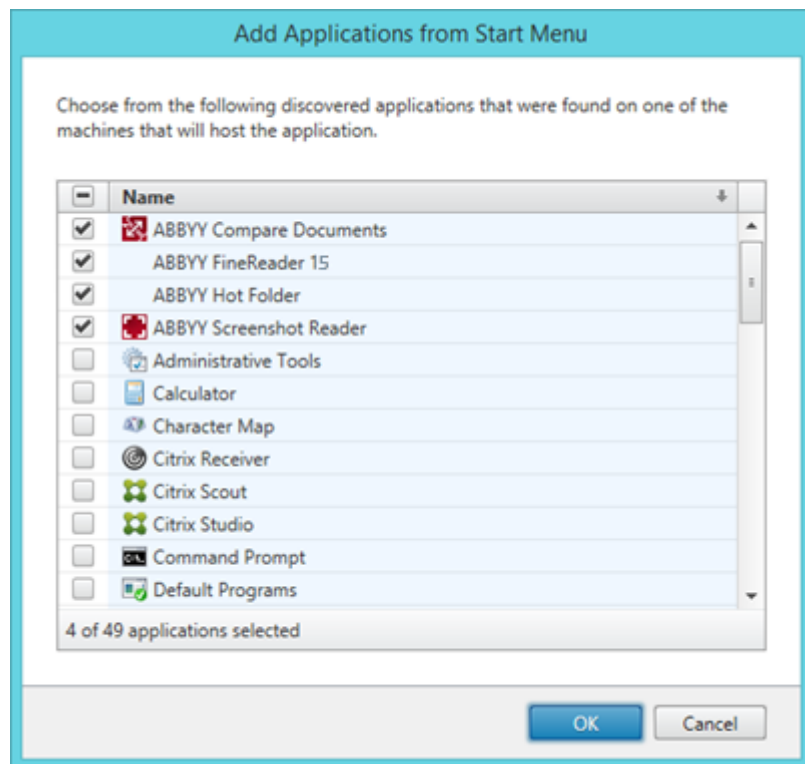 Add Applications from Start Menu
Choose from the following discovered applications that were found on one of the
machines that will host the application.
Name
ABBYY Compare Documents
ABBYY FineReader 15
ABBYY Hot Folder
ABBYY Screenshot Reader
Administrative Tools
Calculator
Character Map
Citrix Receiver
Citrix Scout
Citrix Studio
Command Prompt
Default Programs
4 of 49 applications selected
OK Cancel